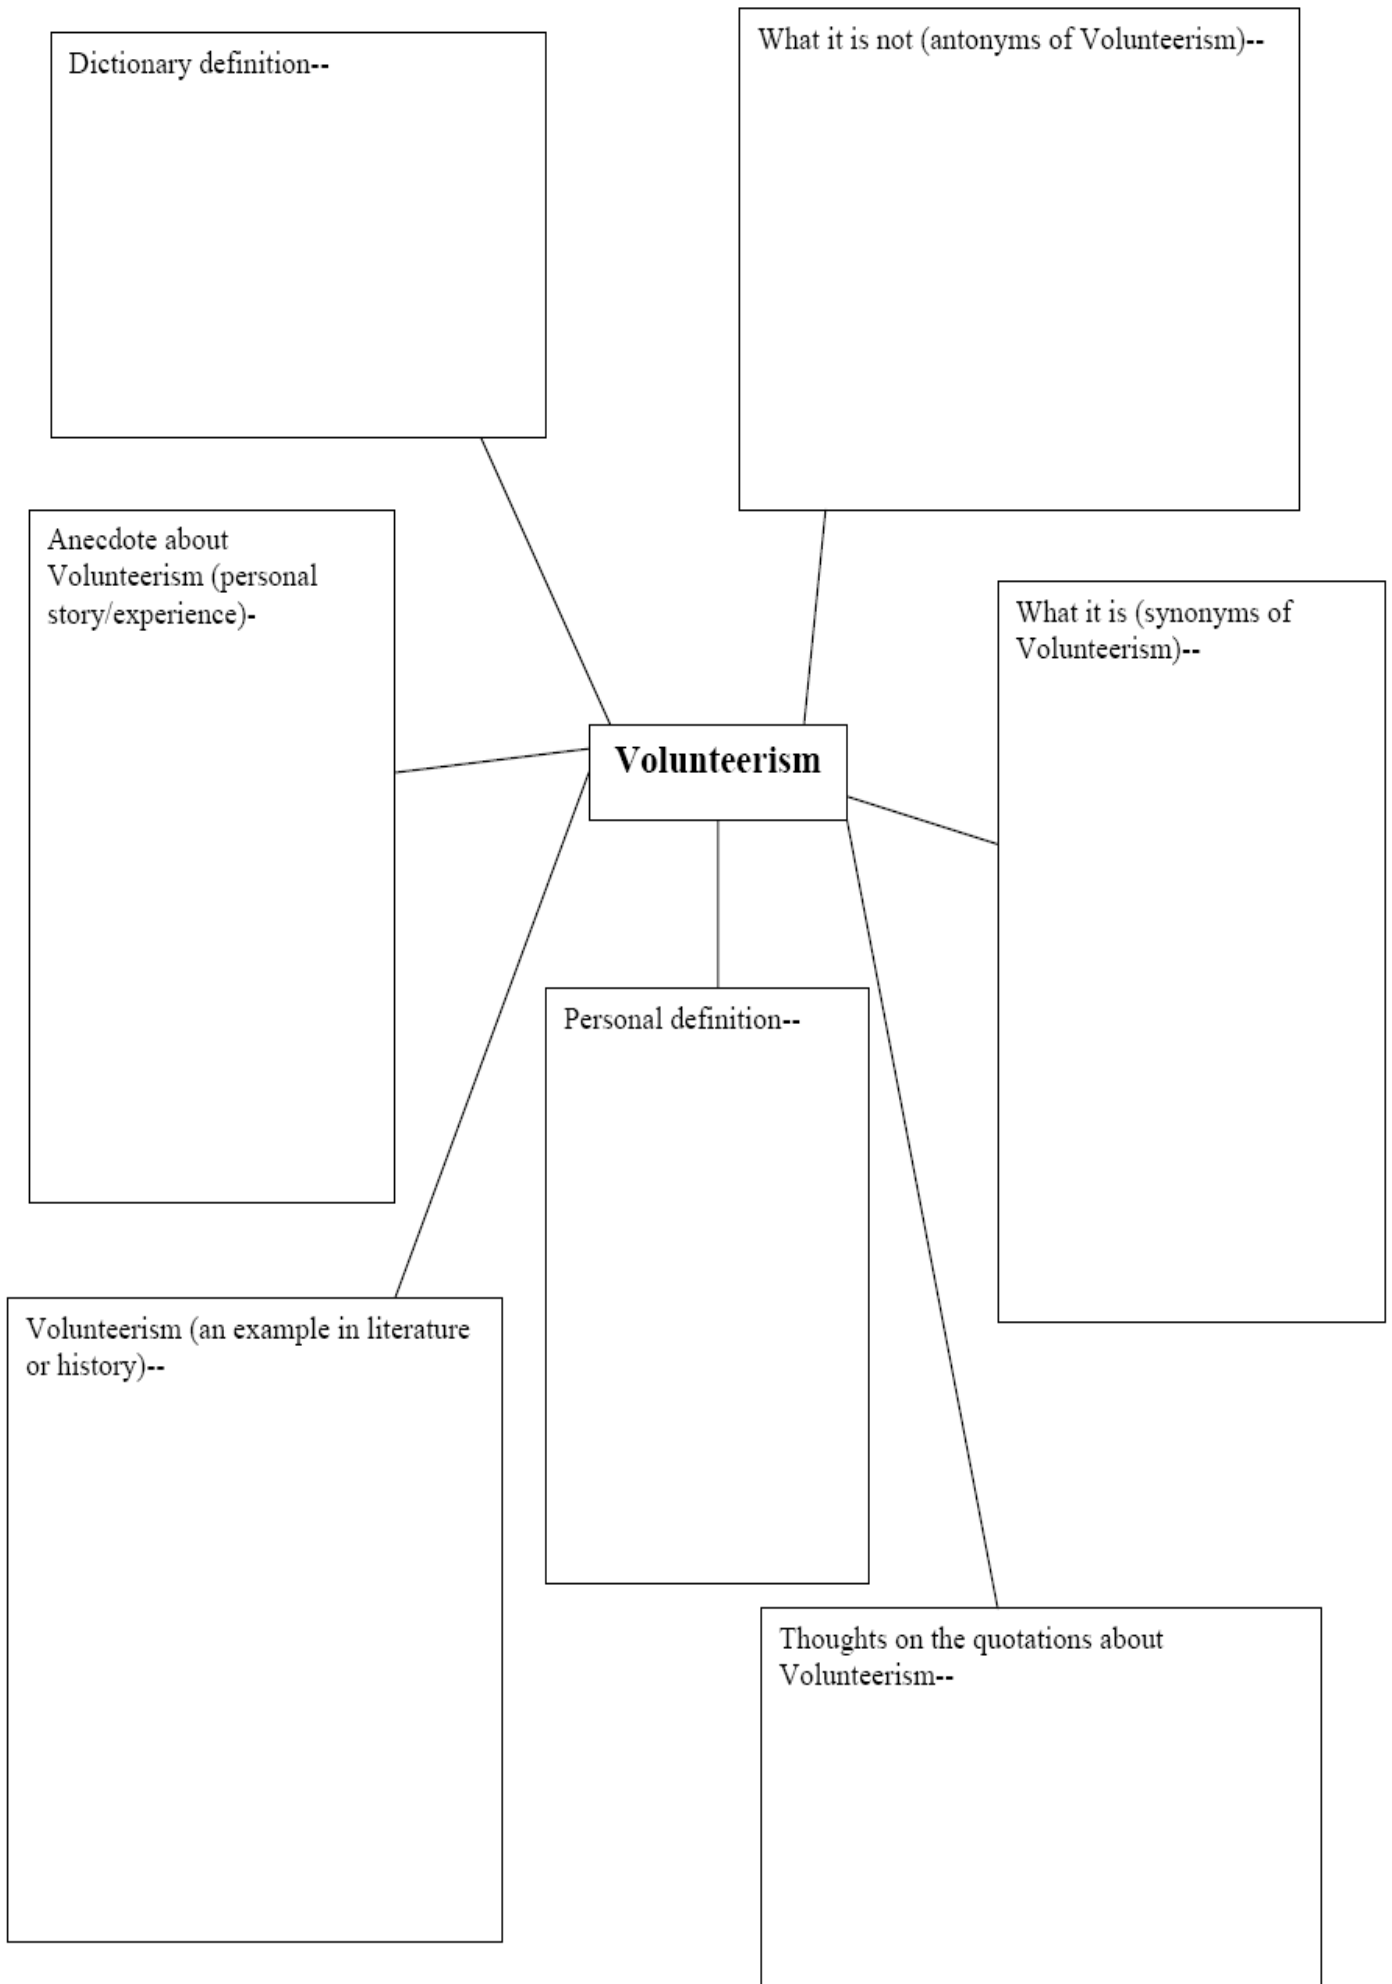 Dictionary definition--
What it is not (antonyms of Volunteerism)--
Anecdote about
Volunteerism (personal
story/experience)-
What it is (synonyms of
Volunteerism)--
Volunteerism
Personal definition--
Volunteerism (an example in literature
or history)--
Thoughts on the quotations about
Volunteerism--